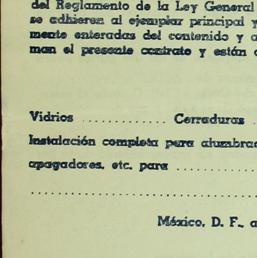 del Reglamento de la Ley General
se adhieren al ejemplar principal y
mente enteradas del contenido y a
man el presente contrato y están
Vidrios ............ Cerraduras .
Instalación completa para alumbrad
apagadores, etc. para ..............
........................................
México, D. F., a